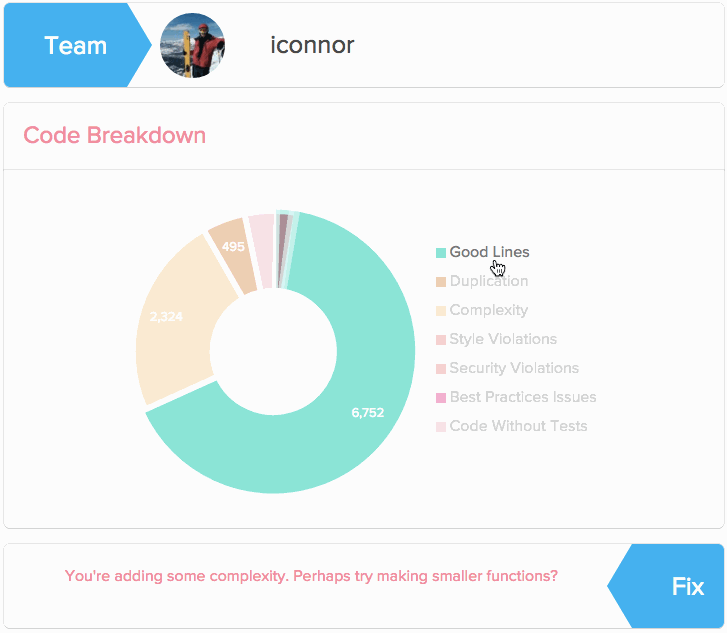 Team
iconnor
Code Breakdown
495
2,324
6,752
Good Lines
Duplication
Complexity
Style Violations
Security Violations
Best Practices Issues
Code Without Tests
You're adding some complexity. Perhaps try making smaller functions?
Fix